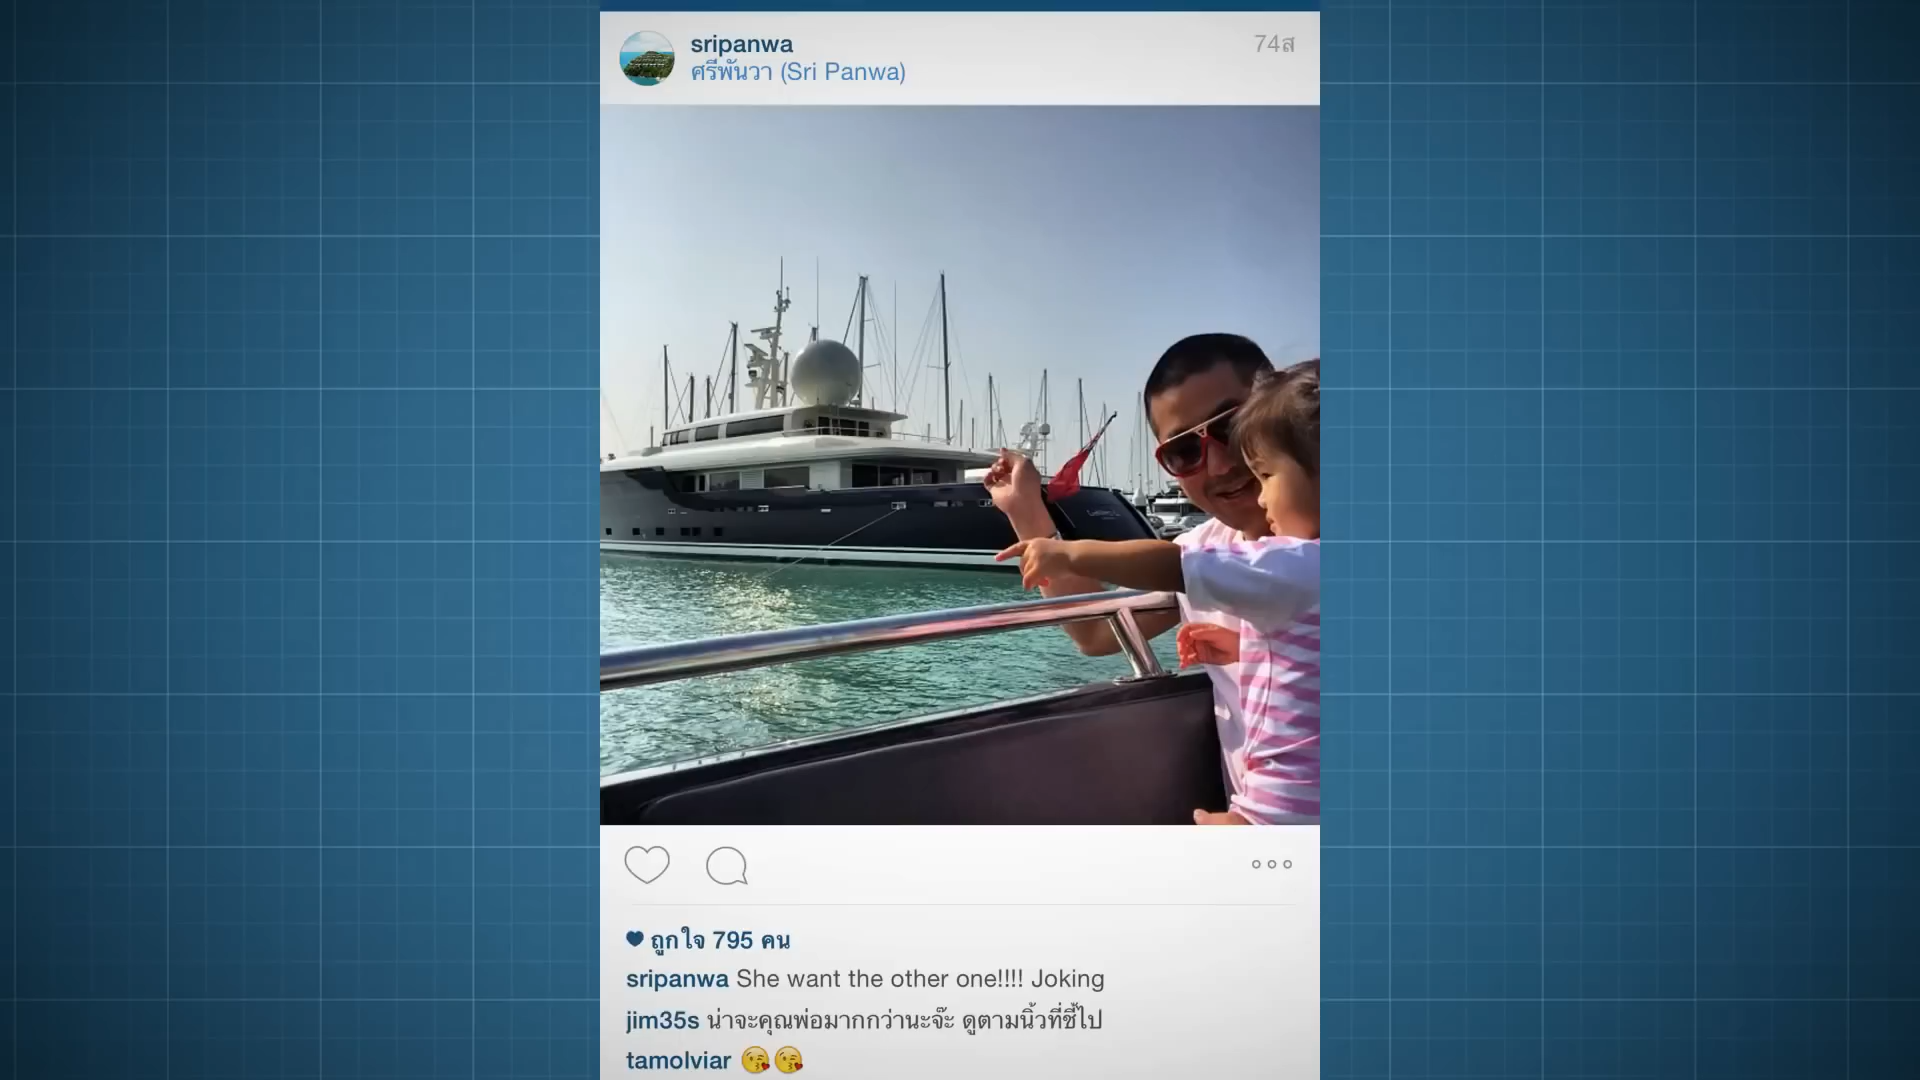 sripanwa
74ส
ศรีพันวา (Sri Panwa)
ถูกใจ 795 คน
sripanwa She want the other one!!!! Joking
jim35s น่าจะคุณพ่อมากกว่านะจ๊ะ ดูตามนิ้วที่ชี้ไป
tamolviar 😘😘